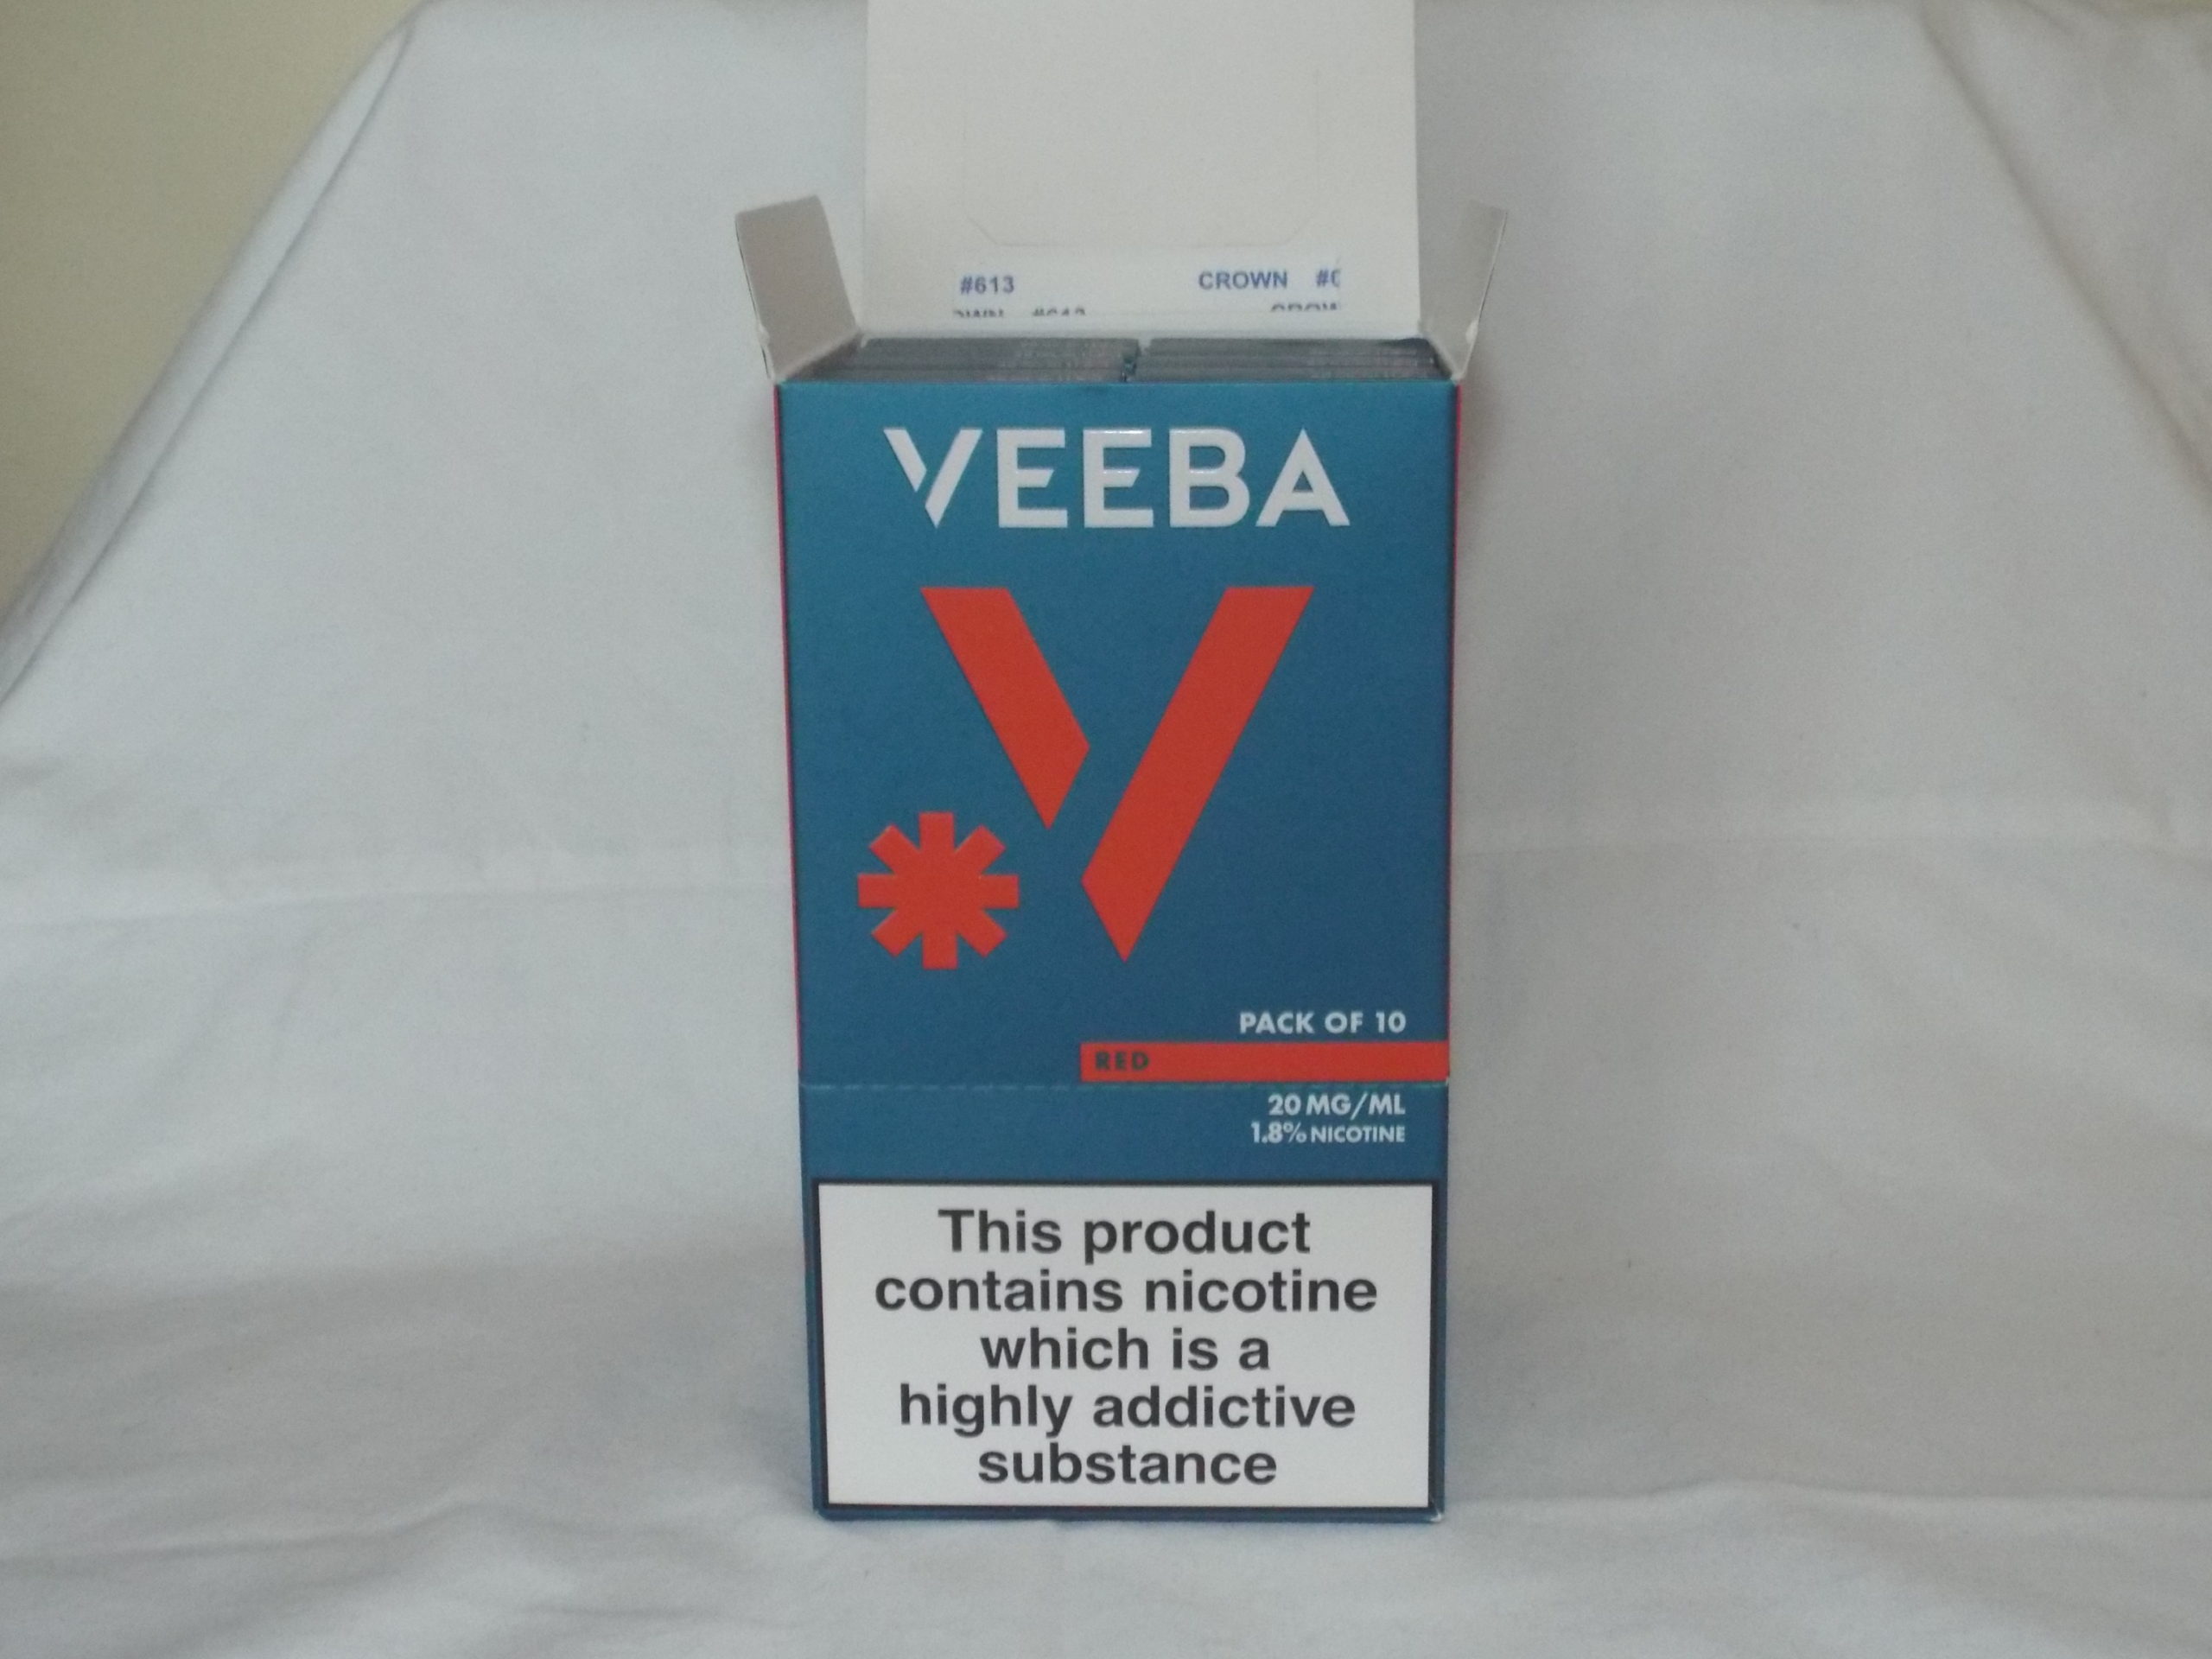 #613 CROWN
VEEBA
PACK OF 10
RED
20 MG/ML
1.8% NICOTINE
This product
contains nicotine
which is a
highly addictive
substance